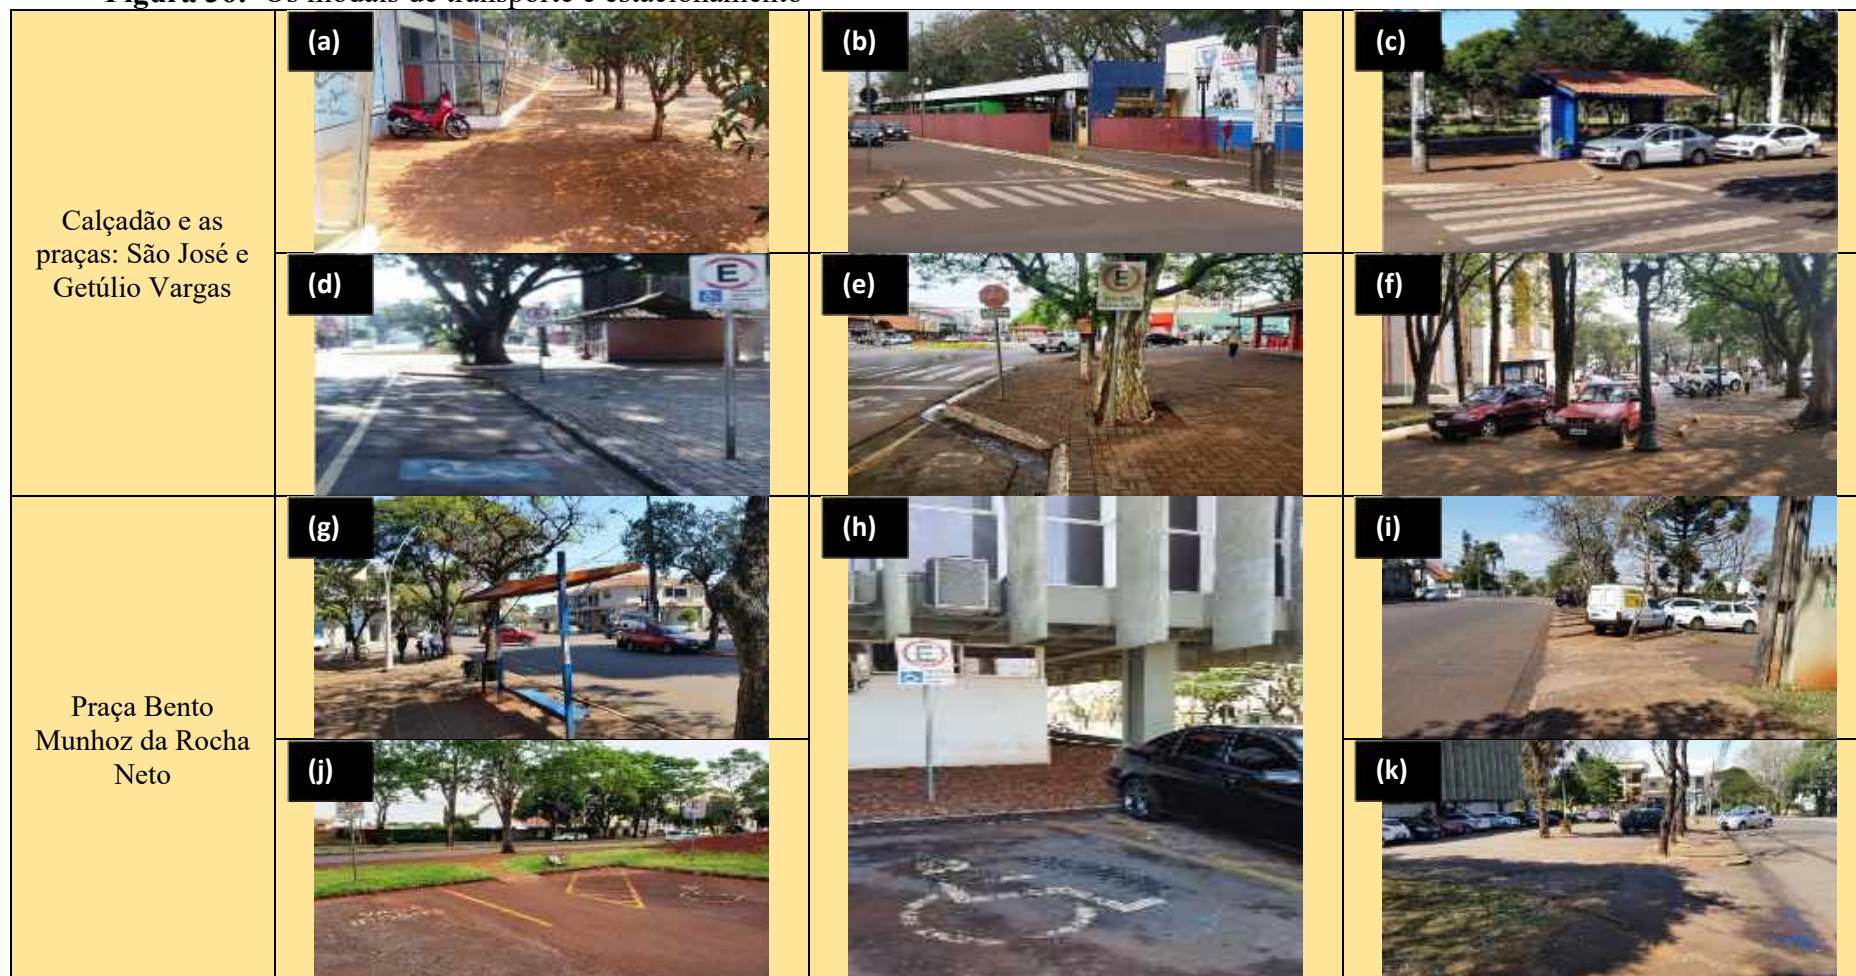 Figura 30: Os modais de transporte e estacionamento
Calçadão e as
praças: São José e
Getúlio Vargas
(a)
(b)
(c)
(d)
E
(e)
E
(f)
Praça Bento
Munhoz da Rocha
Neto
(g)
(h)
E
(i)
(j)
(k)